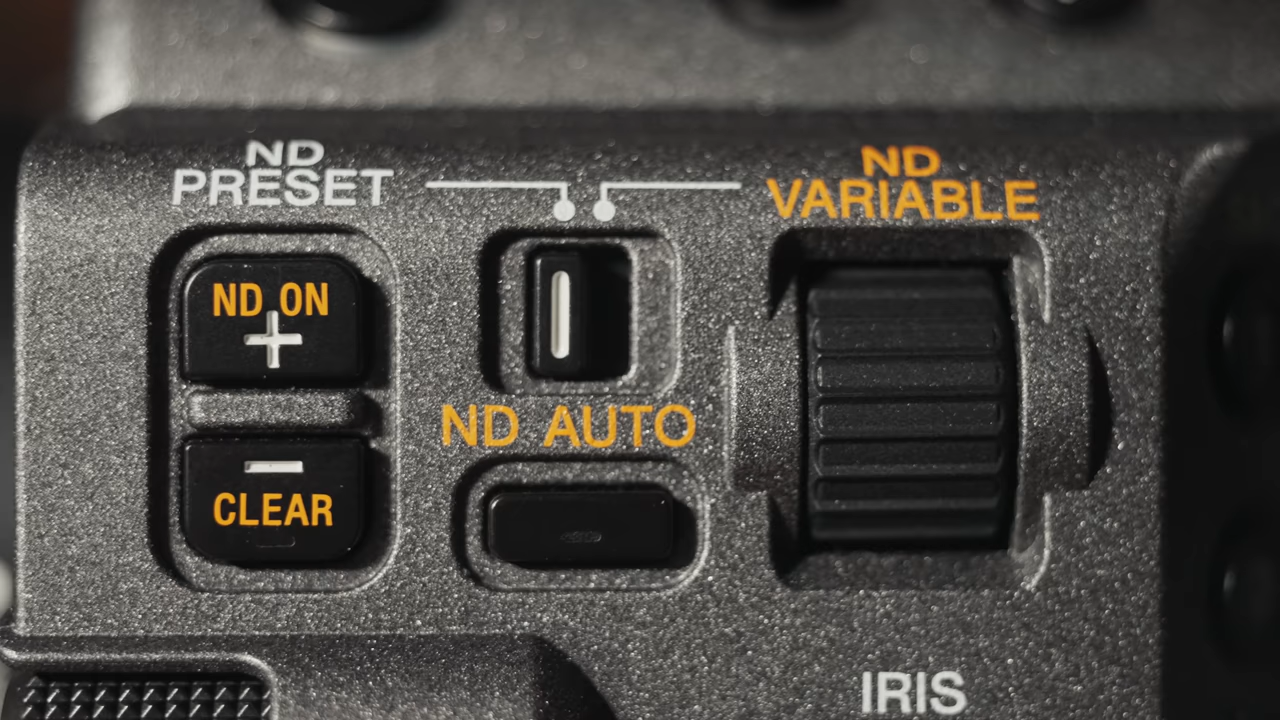 ND
PRESET
ND
VARIABLE
ND ON
+
ND AUTO
−
CLEAR
IRIS